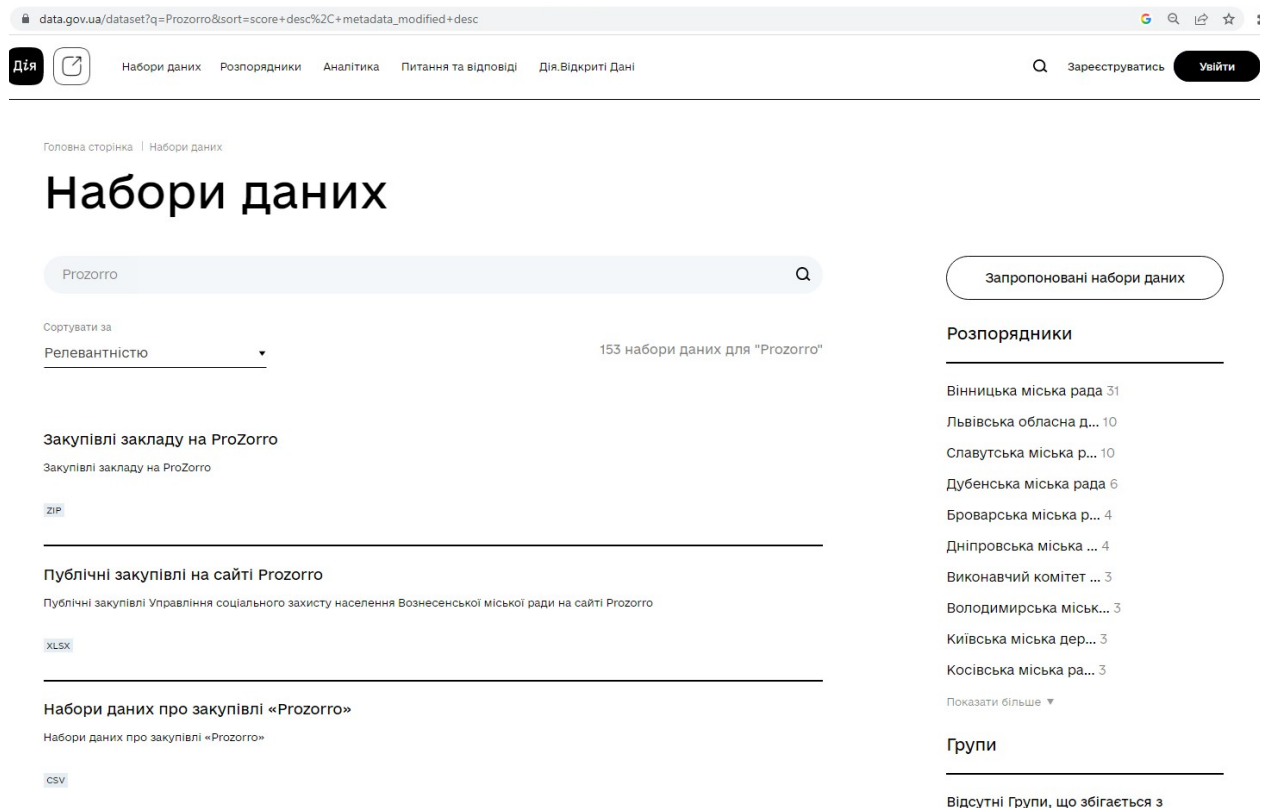 data.gov.ua/dataset?q=Prozorro&sort=score+desc%2C+metadata_modified+desc
Дія
Набори даних Розпорядники Аналітика Питання та відповіді Дія.Відкриті Дані
Зареєструватись Увійти
Головна сторінка | Набори даних
Набори даних
Prozorro
Запропоновані набори даних
Сортувати за
Релевантністю
153 набори даних для "Prozorro"
Розпорядники
Вінницька міська рада 31
Львівська обласна д... 10
Славутська міська р... 10
Дубенська міська рада 6
Броварська міська р... 4
Дніпровська міська ... 4
Виконавчий комітет ... 3
Володимирська міськ... 3
Київська міська дер... 3
Косівська міська ра... 3
Показати більше ▼
Групи
Відсутні Групи, що збігається з
Закупівлі закладу на ProZorro
Закупівлі закладу на ProZorro
ZIP
Публічні закупівлі на сайті Prozorro
Публічні закупівлі Управління соціального захисту населення Вознесенської міської ради на сайті Prozorro
XLSX
Набори даних про закупівлі «Prozorro»
Набори даних про закупівлі «Prozorro»
CSV